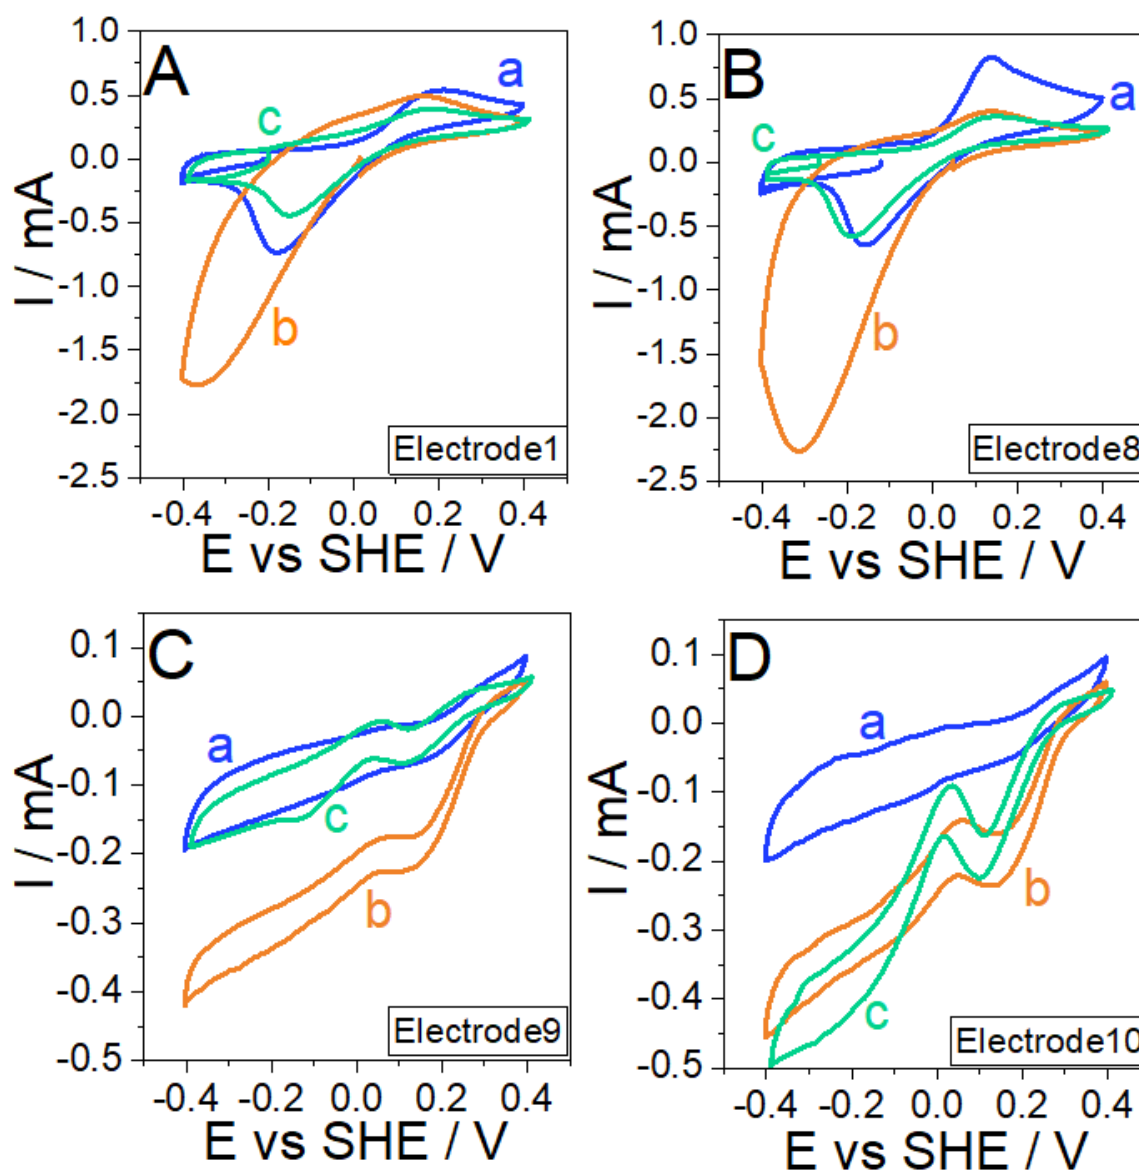 A
1.0
0.5
0.0
-0.5
-1.0
-1.5
-2.0
-2.5
I / mA
a
c
b
Electrode1
-0.4 -0.2 0.0 0.2 0.4
E vs SHE / V
B
1.0
0.5
0.0
-0.5
-1.0
-1.5
-2.0
-2.5
I / mA
a
c
b
Electrode8
-0.4 -0.2 0.0 0.2 0.4
E vs SHE / V
C
0.1
0.0
-0.1
-0.2
-0.3
-0.4
-0.5
I / mA
a
c
b
Electrode9
-0.4 -0.2 0.0 0.2 0.4
E vs SHE / V
D
0.1
0.0
-0.1
-0.2
-0.3
-0.4
-0.5
I / mA
a
b
c
Electrode10
-0.4 -0.2 0.0 0.2 0.4
E vs SHE / V